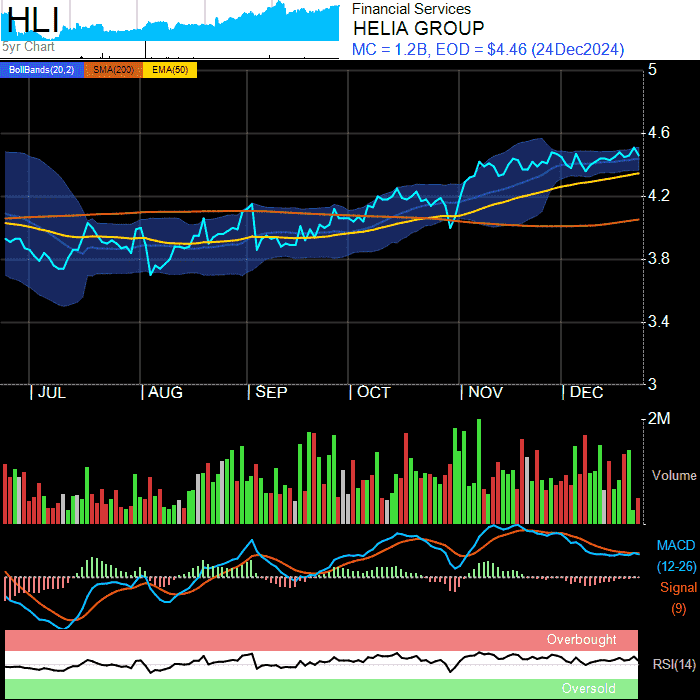 HLI
5yr Chart
Financial Services
HELIA GROUP
MC = 1.2B, EOD = $4.46 (24Dec2024)
BollBands(20,2) SMA(200) EMA(50)
5
4.6
4.2
3.8
3.4
3
JUL AUG SEP OCT NOV DEC
2M
Volume
MACD
(12-26)
Signal
(9)
Overbought
RSI(14)
Oversold